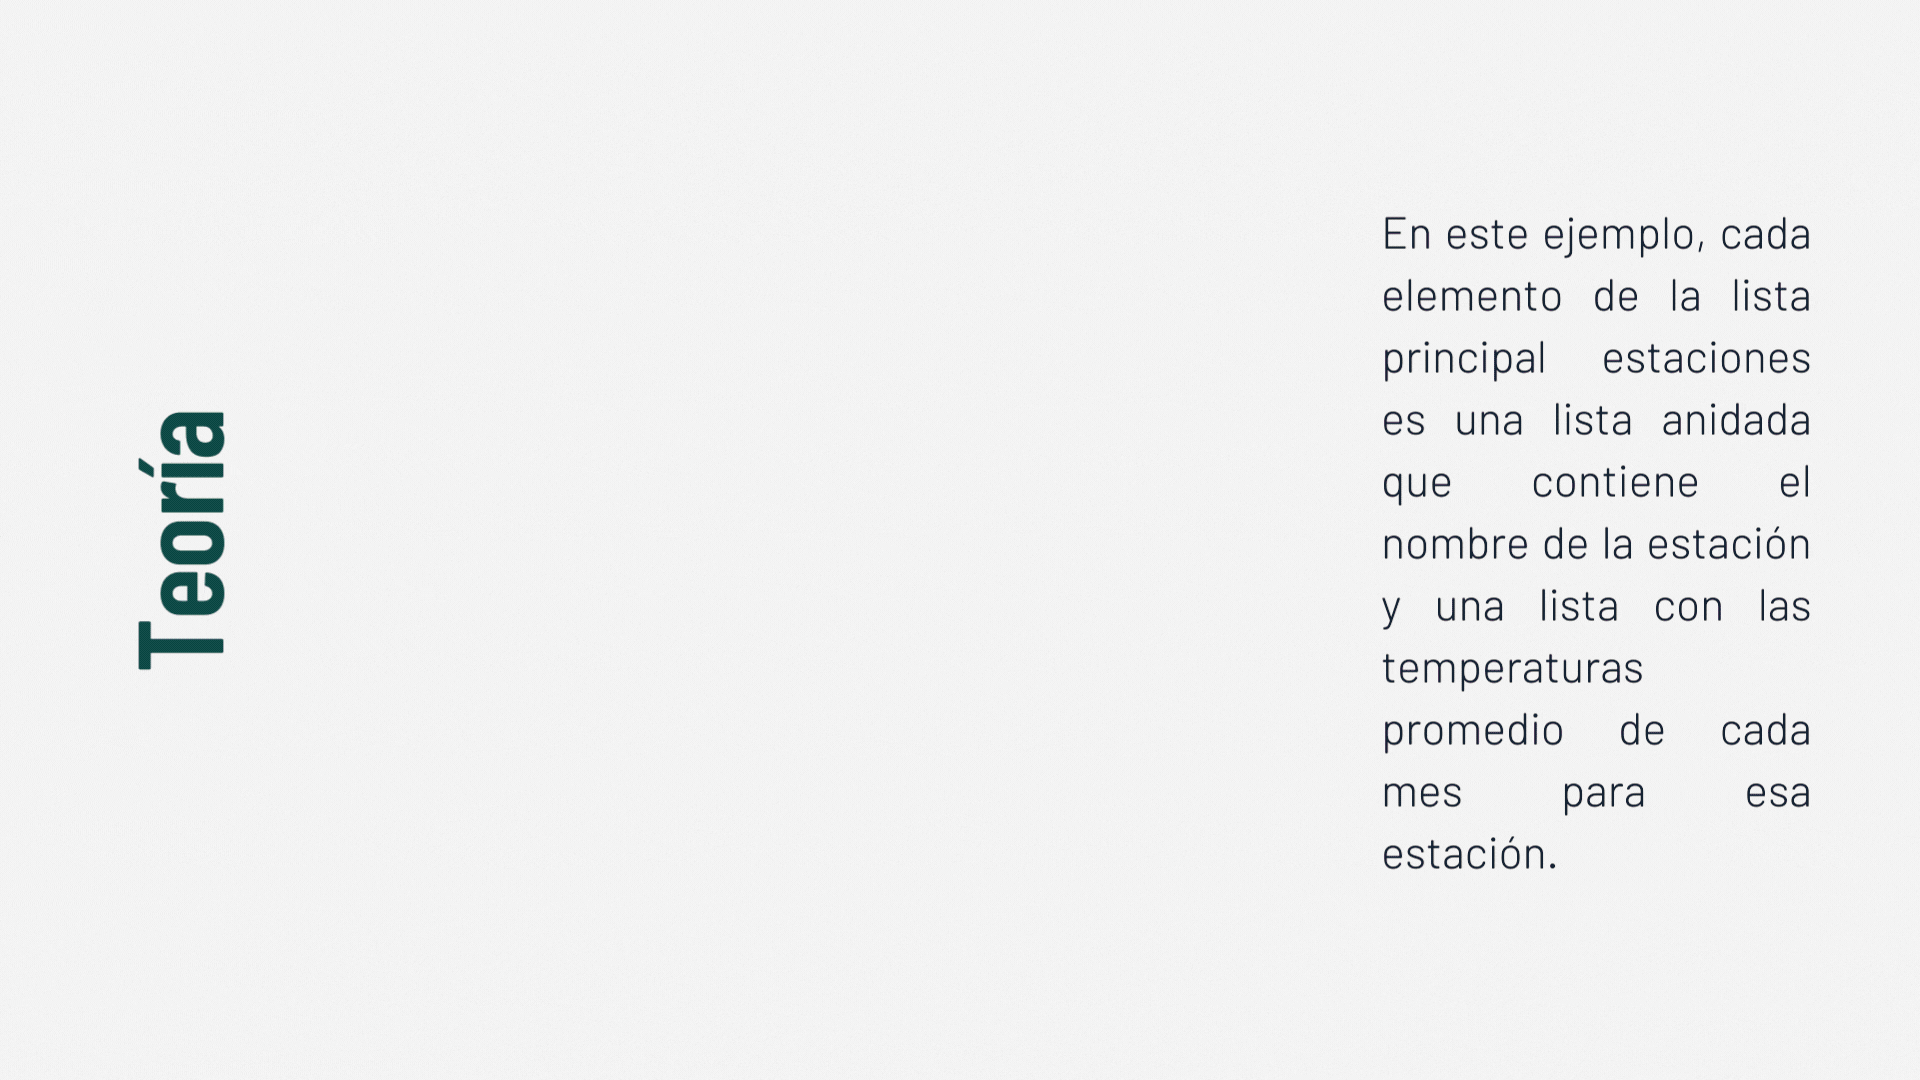 Teoría
En este ejemplo, cada
elemento de la lista
principal estaciones
es una lista anidada
que contiene el
nombre de la estación
y una lista con las
temperaturas
promedio de cada
mes para esa
estación.